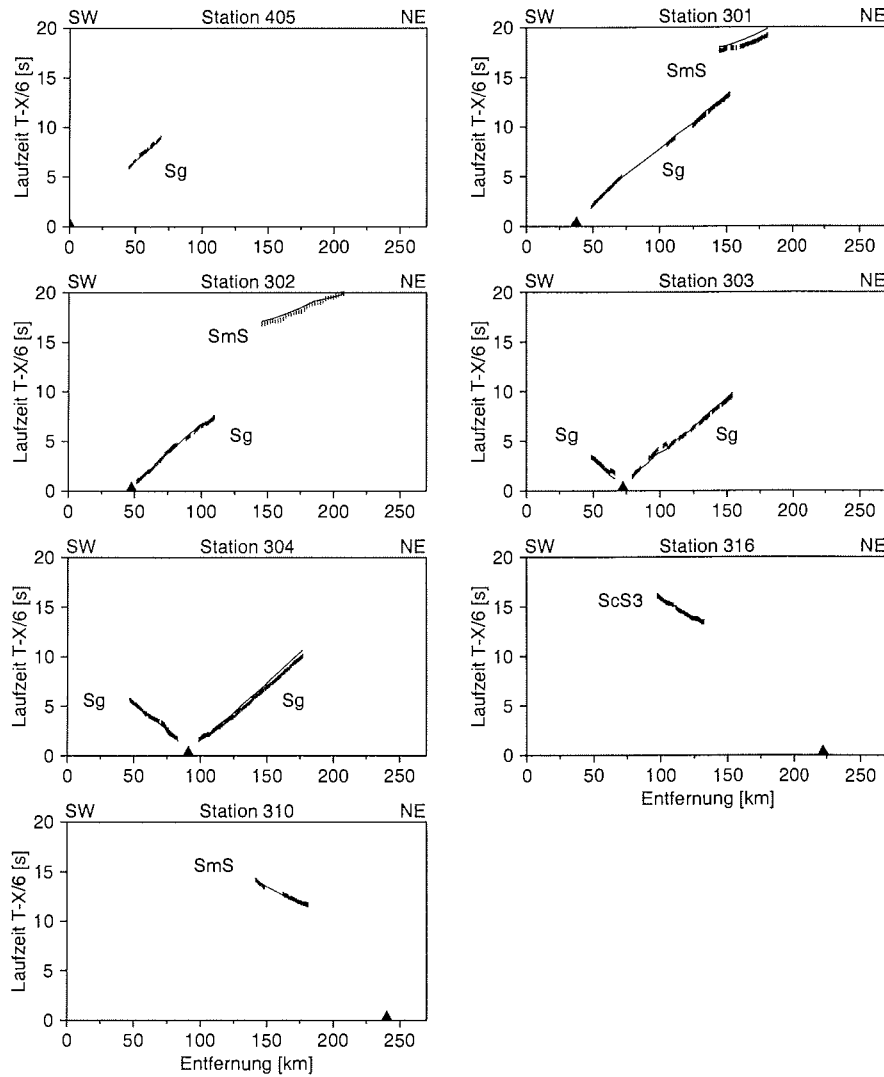 SW Station 405 NE
Laufzeit T-X/6 [s]
20
15
10
5
0
Sg
0 50 100 150 200 250
SW Station 301 NE
Laufzeit T-X/6 [s]
20
15
10
5
0
SmS
Sg
0 50 100 150 200 250
SW Station 302 NE
Laufzeit T-X/6 [s]
20
15
10
5
0
SmS
Sg
0 50 100 150 200 250
SW Station 303 NE
Laufzeit T-X/6 [s]
20
15
10
5
0
Sg
Sg
0 50 100 150 200 250
SW Station 304 NE
Laufzeit T-X/6 [s]
20
15
10
5
0
Sg
Sg
0 50 100 150 200 250
SW Station 316 NE
Laufzeit T-X/6 [s]
20
15
10
5
0
ScS3
0 50 100 150 200 250
Entfernung [km]
SW Station 310 NE
Laufzeit T-X/6 [s]
20
15
10
5
0
SmS
0 50 100 150 200 250
Entfernung [km]